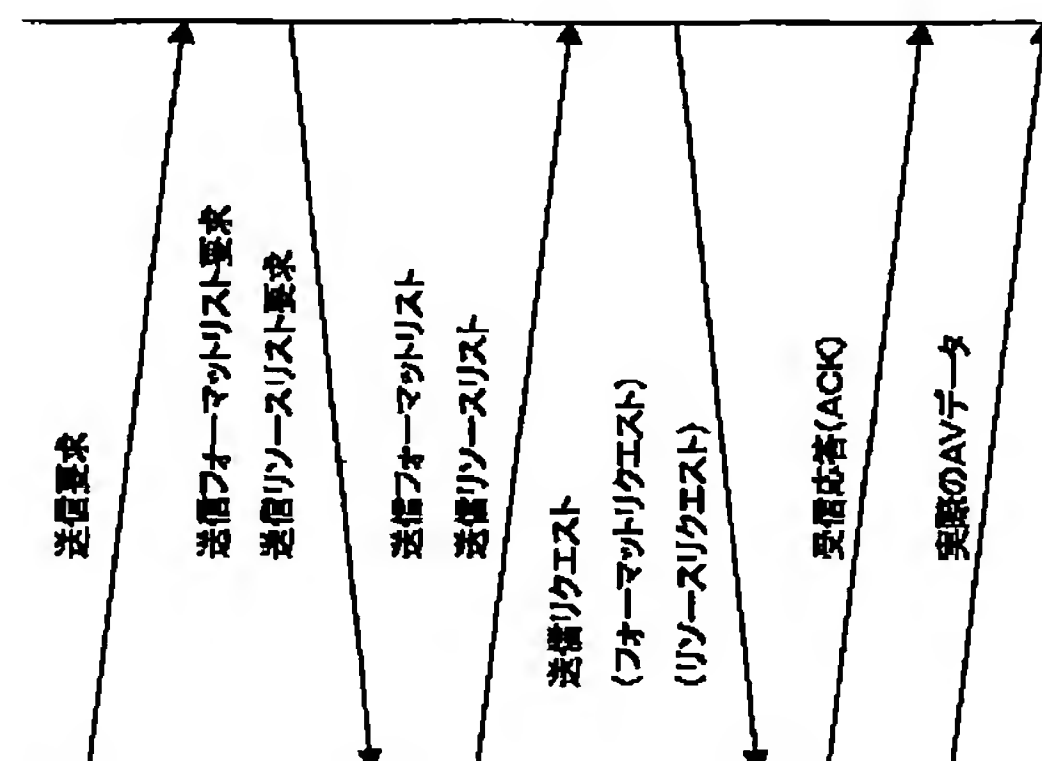 送信要求
送信フォーマットリスト要求
送信リソースリスト要求
送信フォーマットリスト
送信リソースリスト
送信リクエスト
(フォーマットリクエスト)
(リソースリクエスト)
受信応答(ACK)
実際のAVデータ